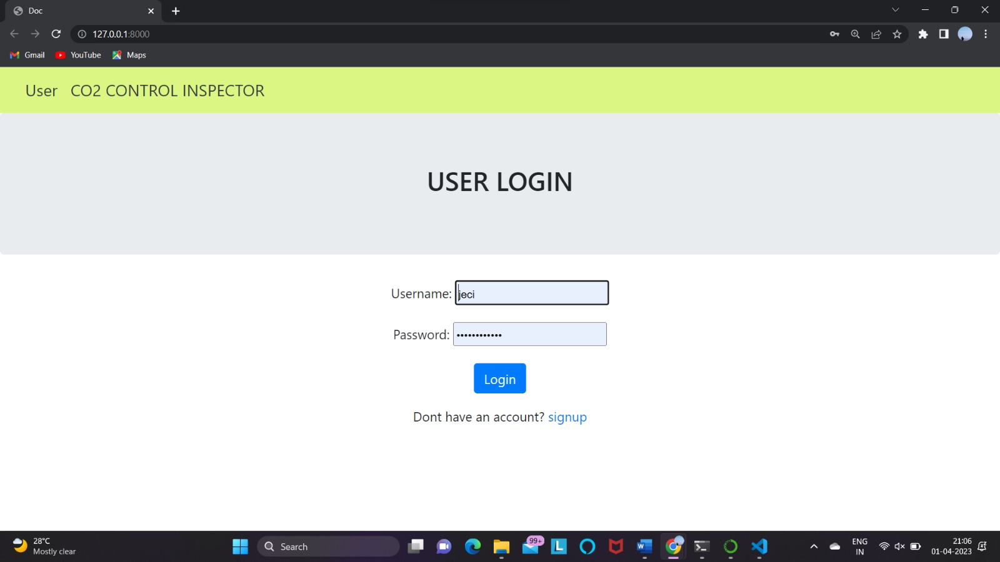 Doc
127.0.0.1:8000
Gmail YouTube Maps
User CO2 CONTROL INSPECTOR
USER LOGIN
Username: jeci
Password: ••••••••••••
Login
Dont have an account? signup
28°C
Mostly clear
Search
99+
L
W
ENG
IN
21:06
01-04-2023